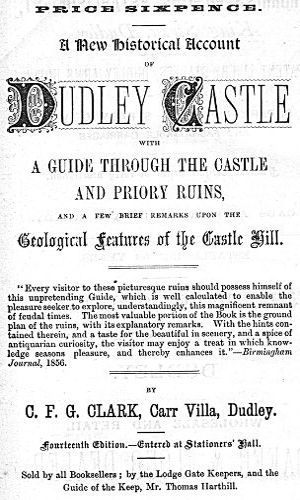 PRICE SIXPENCE.
A New Historical Account
OF
DUDLEY CASTLE
WITH
A GUIDE THROUGH THE CASTLE
AND PRIORY RUINS,
AND A FEW BRIEF REMARKS UPON THE
Geological Features of the Castle Hill.
"Every visitor to these picturesque ruins should possess himself of
this unpretending Guide, which is well calculated to enable the
pleasure seeker to explore, understandingly, this magnificent remnant
of feudal times. The most valuable portion of the Book is the ground
plan of the ruins, with its explanatory remarks. With the hints con-
tained therein, and a taste for the beautiful in scenery, and a spice of
antiquarian curiosity, the visitor may enjoy a treat in which know-
ledge seasons pleasure, and thereby enhances it."—Birmingham
Journal, 1856.
BY
C. F. G. CLARK, Carr Villa, Dudley.
Fourteenth Edition.—Entered at Stationers' Hall.
Sold by all Booksellers; by the Lodge Gate Keepers, and the
Guide of the Keep, Mr. Thomas Harthill.